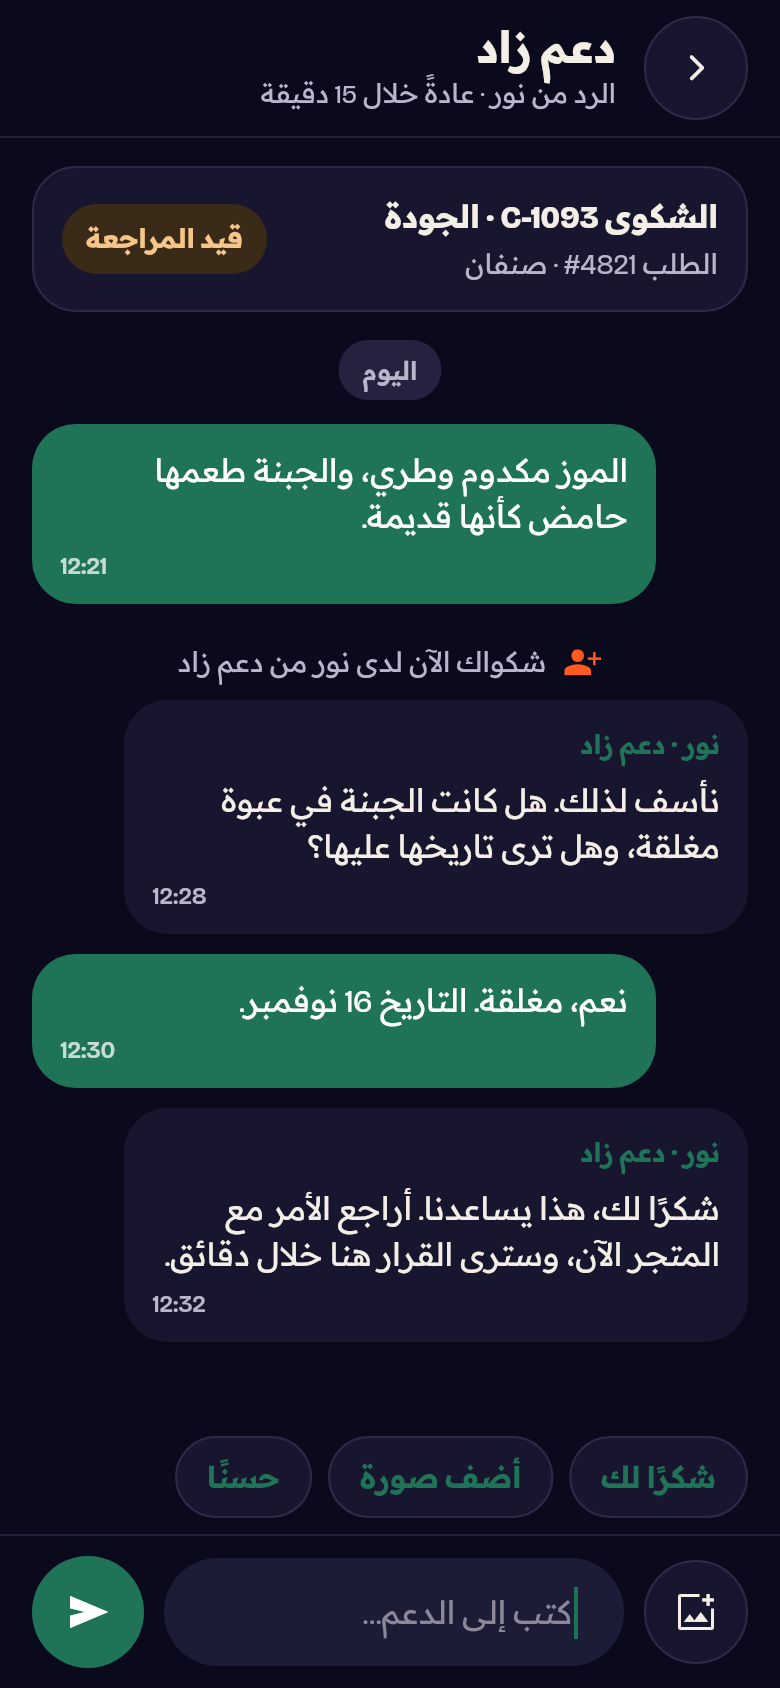 دعم زاد
الرد من نور · عادةً خلال 15 دقيقة
الشكوى C-1093 · الجودة
الطلب #4821 · صنفان
قيد المراجعة
اليوم
الموز مكدوم وطري، والجبنة طعمها
حامض كأنها قديمة.
12:21
شكواك الآن لدى نور من دعم زاد
نور · دعم زاد
نأسف لذلك. هل كانت الجبنة في عبوة
مغلقة، وهل ترى تاريخها عليها؟
12:28
نعم، مغلقة. التاريخ 16 نوفمبر.
12:30
نور · دعم زاد
شكرًا لك، هذا يساعدنا. أراجع الأمر مع
المتجر الآن، وسترى القرار هنا خلال دقائق.
12:32
شكرًا لك
أضف صورة
حسنًا
كتب إلى الدعم...